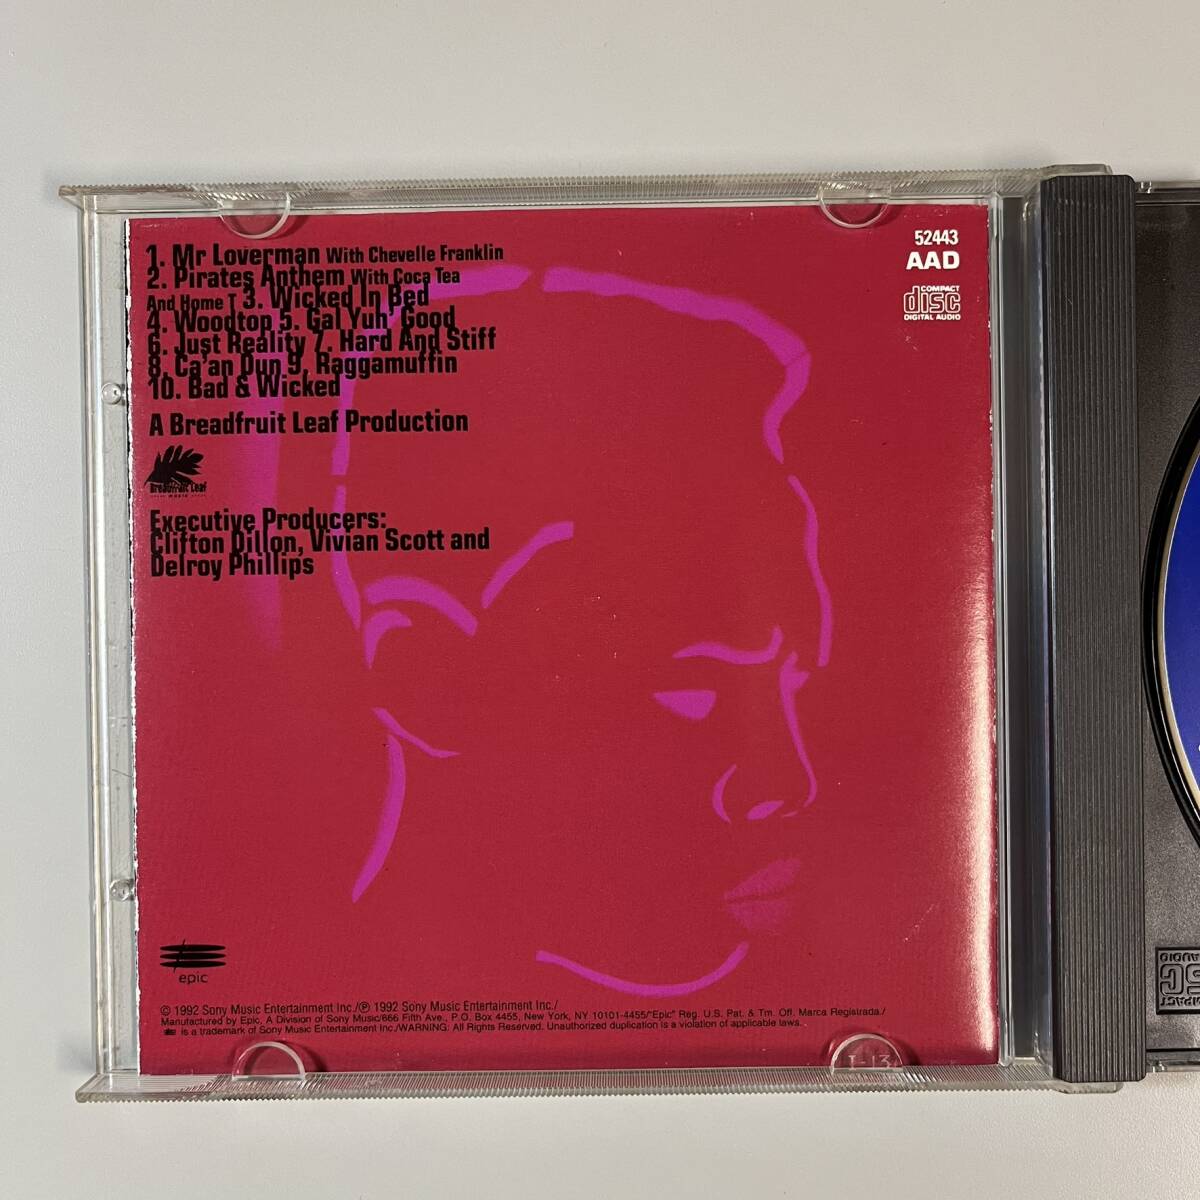 1. Mr Loverman With Chevelle Franklin
2. Pirates Anthem With Coca Tea
And Home T 3. Wicked In Bed
4. Woodtop 5. Gal Yuh' Good
6. Just Reality 7. Hard And Stiff
8. Ca'an Dun 9. Raggamuffin
10. Bad & Wicked
A Breadfruit Leaf Production
Breadfruit Leaf
MUSIC
Executive Producers:
Clifton Dillon, Vivian Scott and
Delroy Phillips
52443
AAD
COMPACT
disc
DIGITAL AUDIO
epic
© 1992 Sony Music Entertainment Inc./℗ 1992 Sony Music Entertainment Inc./
Manufactured by Epic, A Division of Sony Music/666 Fifth Ave., P.O. Box 4455, New York, NY 10101-4455/"Epic" Reg. U.S. Pat. & Tm. Off. Marca Registrada./
is a trademark of Sony Music Entertainment Inc./WARNING: All Rights Reserved. Unauthorized duplication is a violation of applicable laws.